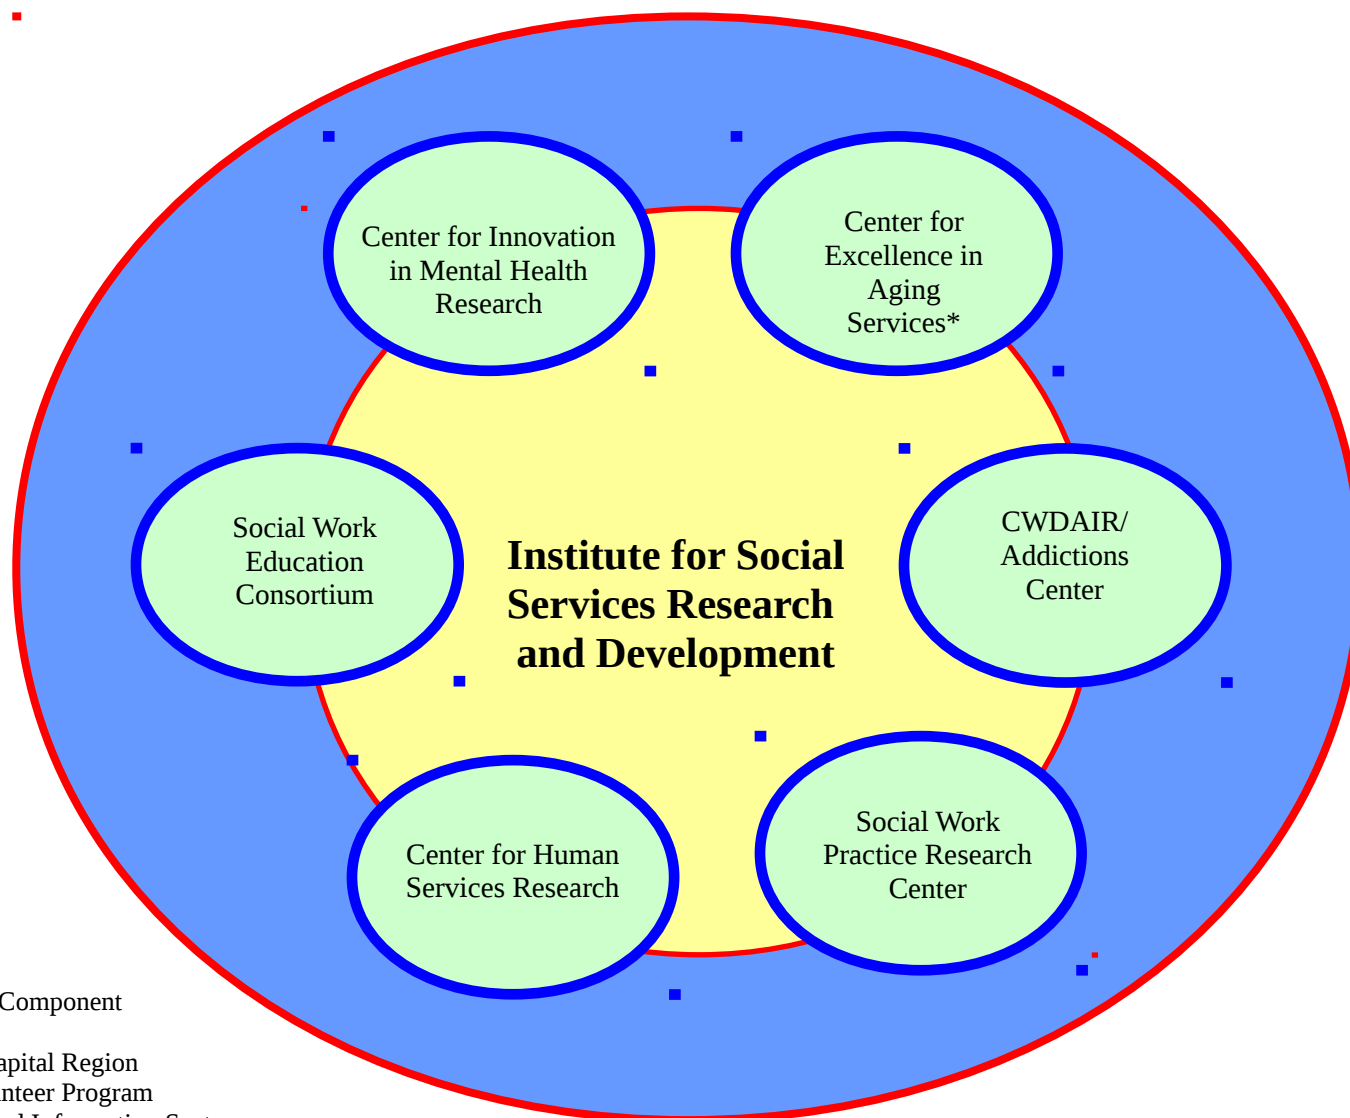 Center for Innovation
in Mental Health
Research
Center for
Excellence in
Aging
Services*
Social Work
Education
Consortium
Institute for Social
Services Research
and Development
CWDAIR/
Addictions
Center
Center for Human
Services Research
Social Work
Practice Research
Center
Component
Region
Program